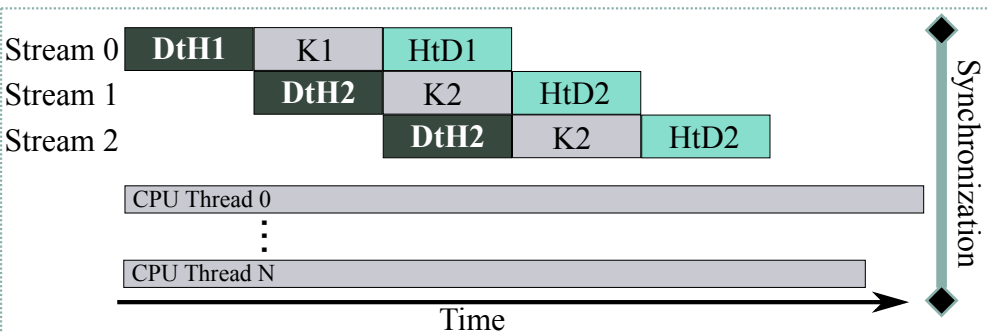 Stream 0 DtH1 K1 HtD1
Stream 1 DtH2 K2 HtD2
Stream 2 DtH2 K2 HtD2
CPU Thread 0
CPU Thread N
Time
Synchronization